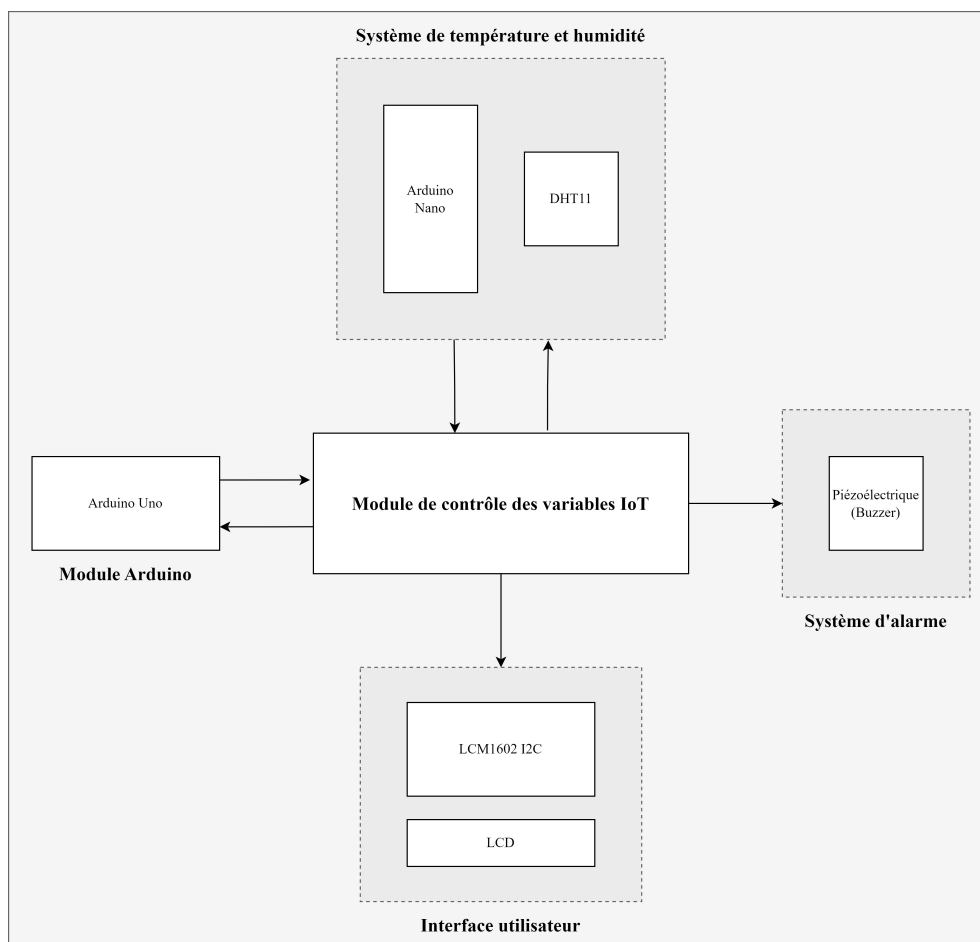 Système de température et humidité
Arduino
Nano
DHT11
Arduino Uno
Module Arduino
Module de contrôle des variables IoT
Piézoélectrique
(Buzzer)
Système d'alarme
LCM1602 I2C
LCD
Interface utilisateur